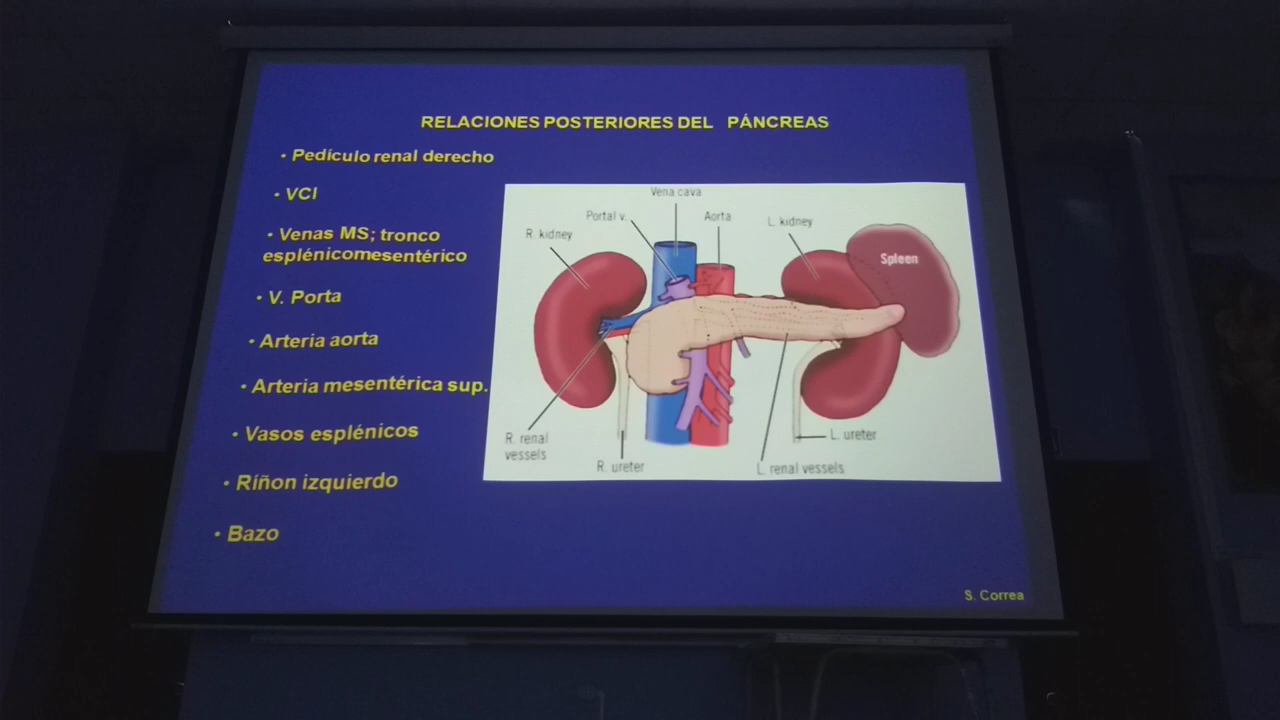 RELACIONES POSTERIORES DEL PÁNCREAS
• Pedículo renal derecho
• VCI
• Venas MS; tronco
esplénicomesentérico
• V. Porta
• Arteria aorta
• Arteria mesentérica sup.
• Vasos esplénicos
• Ríñon izquierdo
• Bazo
Vena cava
Portal v.
Aorta
L. kidney
R. kidney
Spleen
R. renal
vessels
R. ureter
L. renal vessels
L. ureter
S. Correa